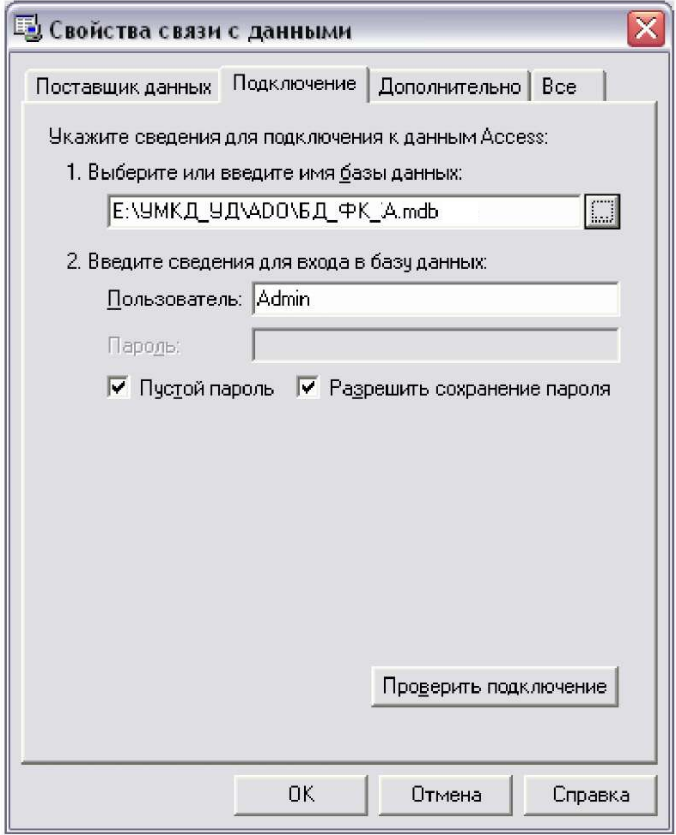 Свойства связи с данными
Поставщик данных Подключение Дополнительно Все
Укажите сведения для подключения к данным Access:
1. Выберите или введите имя базы данных:
E:\УМКД_УД\ADO\БД_ФК_А.mdb ...
2. Введите сведения для входа в базу данных:
Пользователь: Admin
Пароль:
Пустой пароль Разрешить сохранение пароля
Проверить подключение
OK Отмена Справка